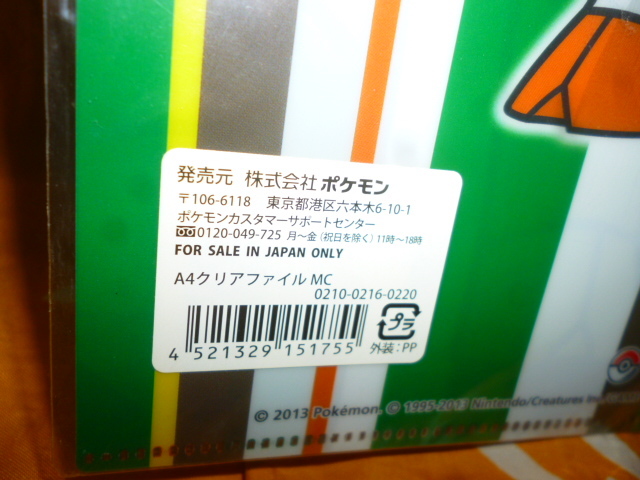 発売元 株式会社 ポケモン
〒106-6118 東京都港区六本木6-10-1
ポケモンカスタマーサポートセンター
0120-049-725 月～金(祝日を除く)11時～18時
FOR SALE IN JAPAN ONLY
A4クリアファイル MC
0210-0216-0220
4 521329 151755
プラ
外装:PP
© 2013 Pokémon. © 1995-2013 Nintendo/Creatures Inc.